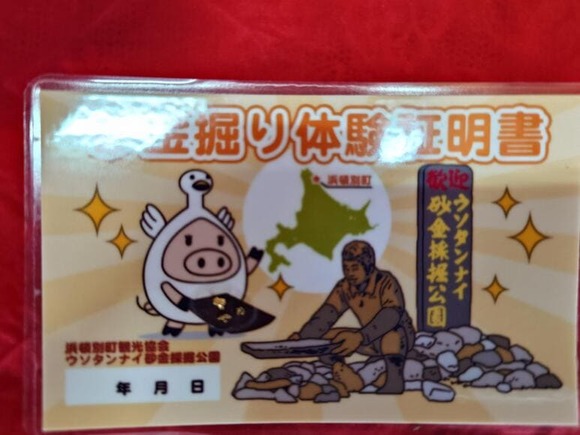 金掘り体験証明書
浜頓別町
歓迎
ウソタンナイ
砂金採掘公園
浜頓別町観光協会
ウソタンナイ砂金採掘公園
年 月 日